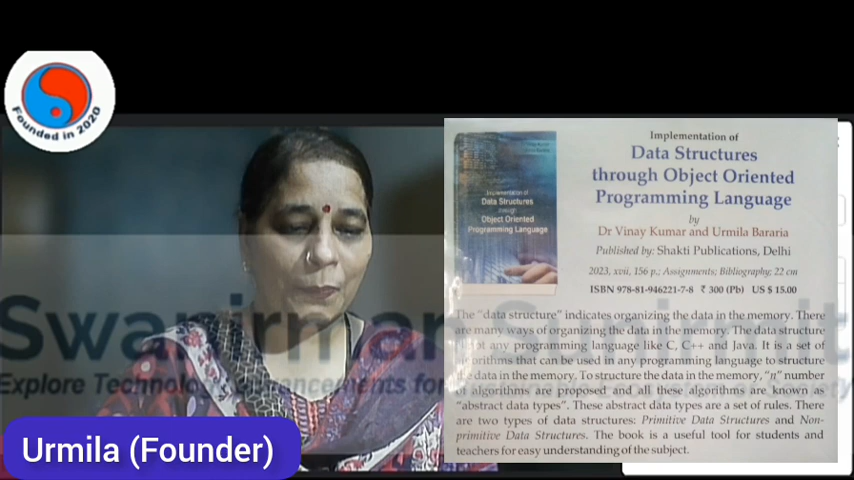 Founded in 2020
Implementation of
Data Structures
through Object Oriented
Programming Language
by
Dr Vinay Kumar and Urmila Bararia
Published by: Shakti Publications, Delhi
2023, xvii, 156 p.; Assignments; Bibliography; 22 cm
ISBN 978-81-946221-7-8 ₹ 300 (Pb) US $ 15.00
Implementation of
Data Structures
through
Object Oriented
Programming Language
The “data structure” indicates organizing the data in the memory. There
are many ways of organizing the data in the memory. The data structure
not any programming language like C, C++ and Java. It is a set of
algorithms that can be used in any programming language to structure
the data in the memory. To structure the data in the memory, “n” number
of algorithms are proposed and all these algorithms are known as
“abstract data types”. These abstract data types are a set of rules. There
are two types of data structures: Primitive Data Structures and Non-
primitive Data Structures. The book is a useful tool for students and
teachers for easy understanding of the subject.
Swanirman
Explore Technology Advancements for
Urmila (Founder)